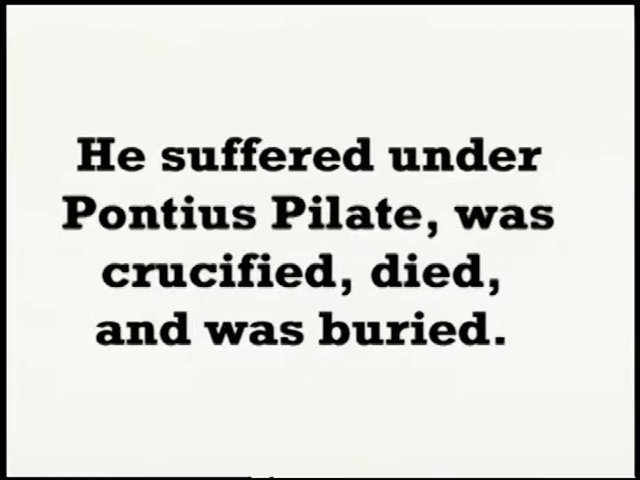 He suffered under
Pontius Pilate, was
crucified, died,
and was buried.